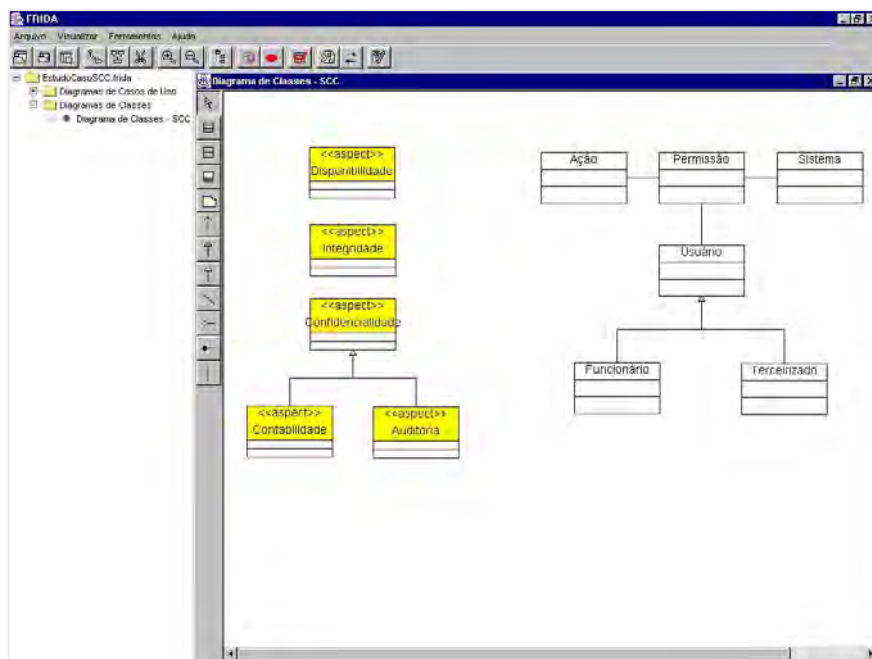 FRIDA
Arquivo Visualizar Ferramentas Ajuda
EstudoCasoSCC.frida
Diagramas de Casos de Uso
Diagramas de Classes
Diagrama de Classes - SCC
Diagrama de Classes - SCC
<<aspect>>
Disponibilidade
<<aspect>>
Integridade
<<aspect>>
Confidencialidade
<<aspect>>
Contabilidade
<<aspect>>
Auditoria
Ação
Permissão
Sistema
Usuário
Funcionário
Terceirizado